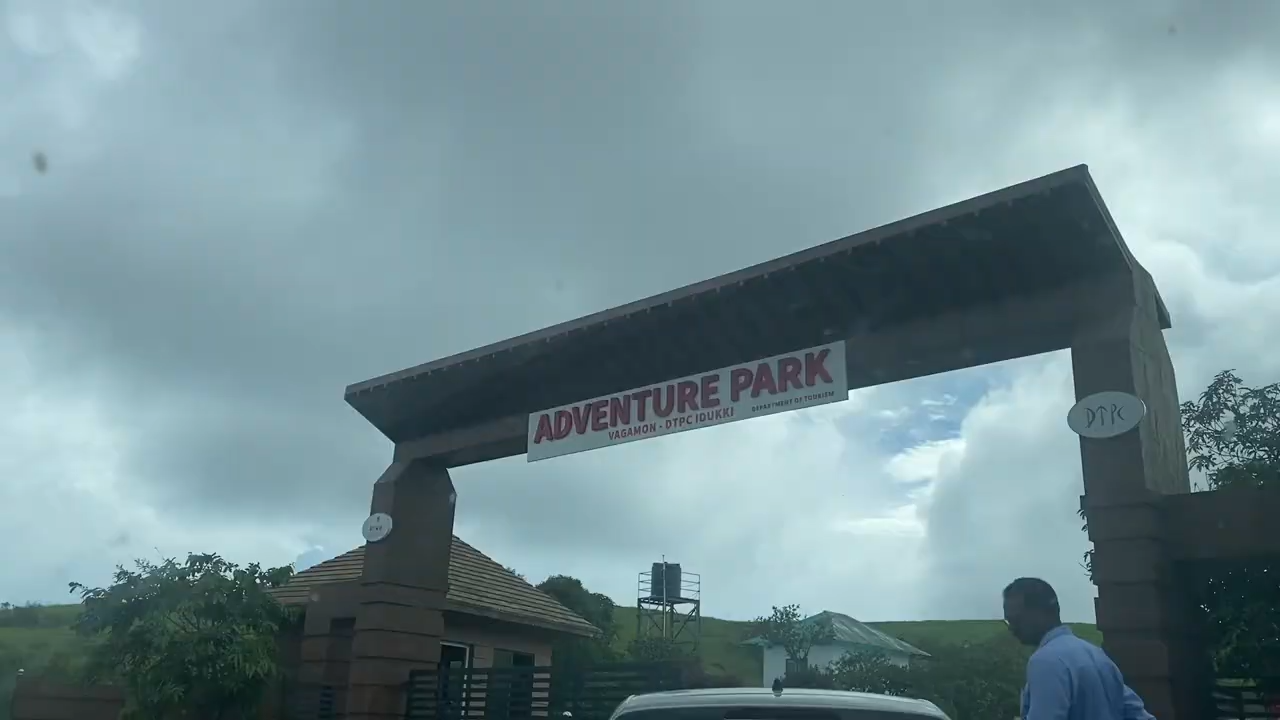 ADVENTURE PARK
VAGAMON - DTPC IDUKKI
DEPARTMENT OF TOURISM
DTPC